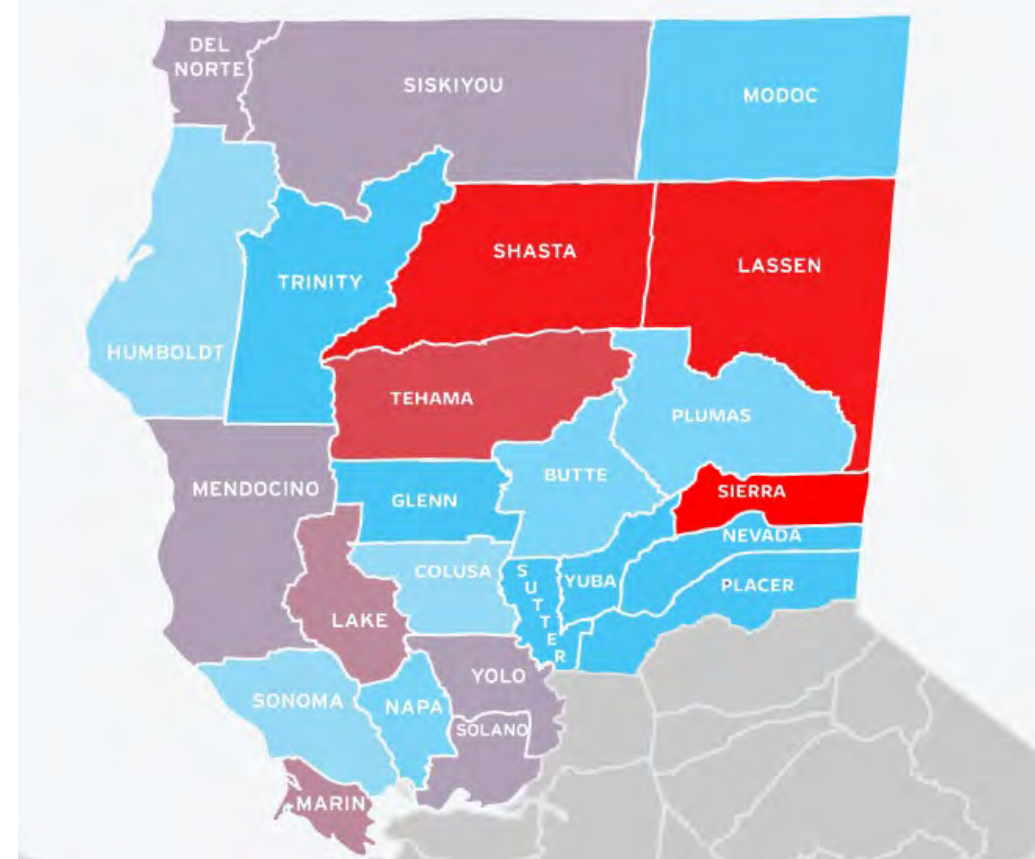 DEL
NORTE
SISKIYOU
MODOC
SHASTA
LASSEN
TRINITY
HUMBOLDT
TEHAMA
PLUMAS
BUTTE
MENDOCINO
GLENN
SIERRA
NEVADA
COLUSA
SUTTER
YUBA
PLACER
LAKE
YOLO
SONOMA
NAPA
SOLANO
MARIN